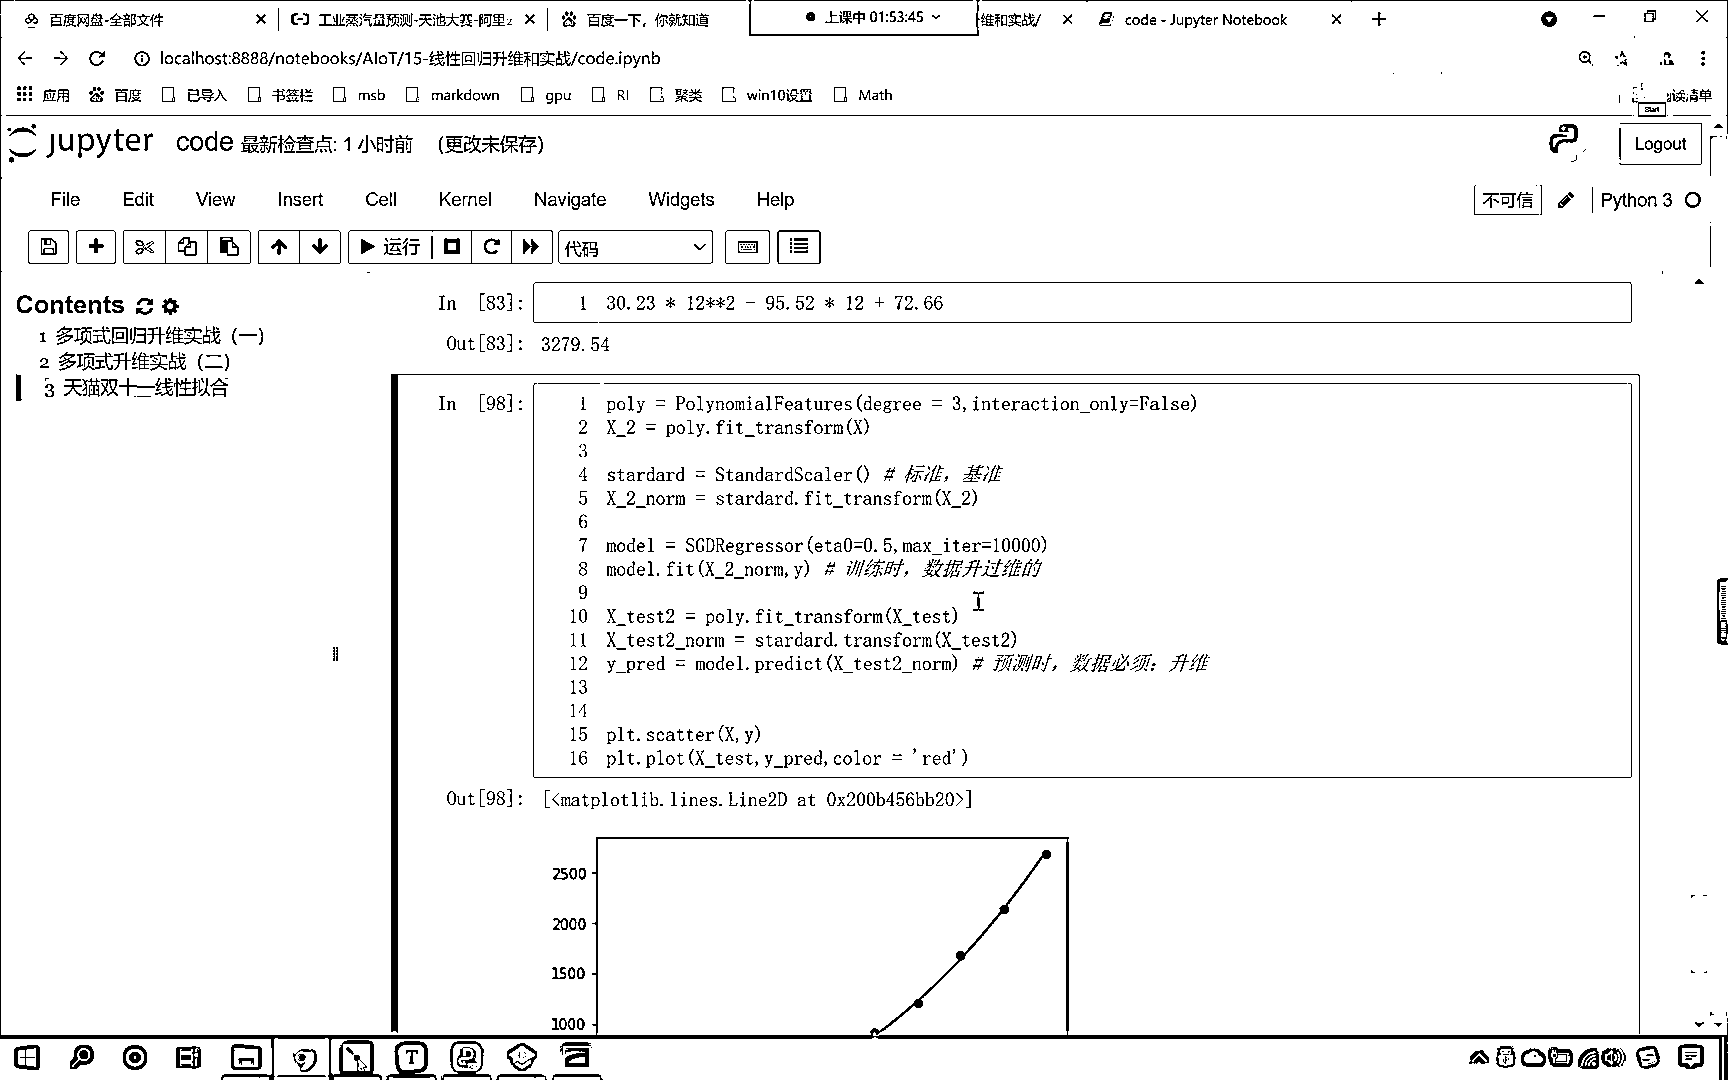 百度网盘-全部文件
工业蒸汽量预测-天池大赛-阿里
百度一下，你就知道
上课中 01:53:45
维和实战/
code - Jupyter Notebook
localhost:8888/notebooks/AIoT/15-线性回归升维和实战/code.ipynb
应用 百度 已导入 书签栏 msb markdown gpu RI 聚类 win10设置 Math 阅读清单
Start
jupyter code 最新检查点: 1 小时前 (更改未保存)
Logout
File Edit View Insert Cell Kernel Navigate Widgets Help
不可信 Python 3
运行 代码
Contents
1 多项式回归升维实战（一）
2 多项式升维实战（二）
3 天猫双十一线性拟合
In [83]: 1 30.23 * 12**2 - 95.52 * 12 + 72.66
Out[83]: 3279.54
In [98]: 1 poly = PolynomialFeatures(degree = 3,interaction_only=False)
2 X_2 = poly.fit_transform(X)
3
4 stardard = StandardScaler() # 标准，基准
5 X_2_norm = stardard.fit_transform(X_2)
6
7 model = SGDRegressor(eta0=0.5,max_iter=10000)
8 model.fit(X_2_norm,y) # 训练时，数据升过维的
9
10 X_test2 = poly.fit_transform(X_test)
11 X_test2_norm = stardard.transform(X_test2)
12 y_pred = model.predict(X_test2_norm) # 预测时，数据必须：升维
13
14
15 plt.scatter(X,y)
16 plt.plot(X_test,y_pred,color = 'red')
Out[98]: [<matplotlib.lines.Line2D at 0x200b456bb20>]
2500
2000
1500
1000